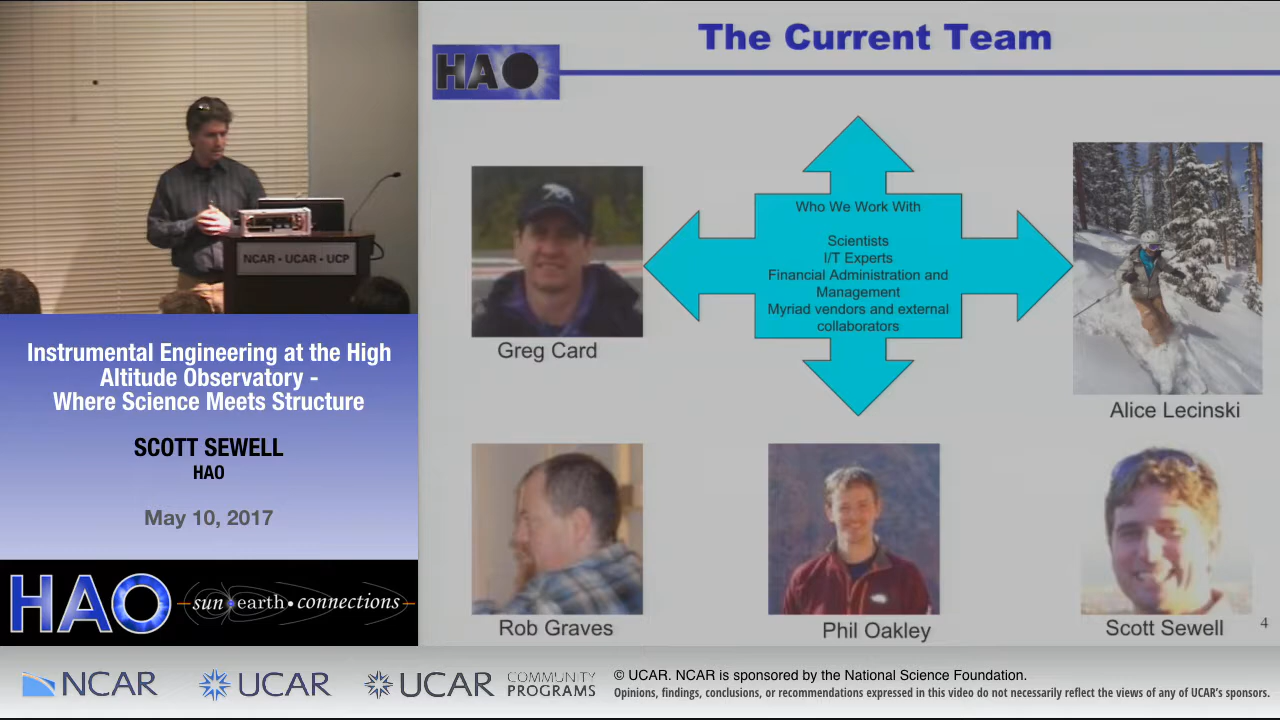 The Current Team
HAO
Who We Work With
Scientists
I/T Experts
Financial Administration and
Management
Myriad vendors and external
collaborators
Greg Card
Alice Lecinski
Rob Graves
Phil Oakley
Scott Sewell
4
NCAR • UCAR • UCP
Instrumental Engineering at the High
Altitude Observatory -
Where Science Meets Structure
SCOTT SEWELL
HAO
May 10, 2017
HAO
sun•earth•connections
NCAR
UCAR
UCAR
COMMUNITY
PROGRAMS
© UCAR. NCAR is sponsored by the National Science Foundation.
Opinions, findings, conclusions, or recommendations expressed in this video do not necessarily reflect the views of any of UCAR's sponsors.